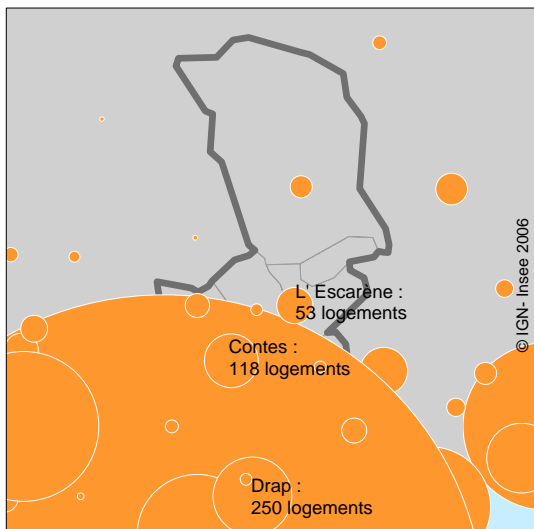 L' Escarène :
53 logements
Contes :
118 logements
Drap :
250 logements
© IGN- Insee 2006